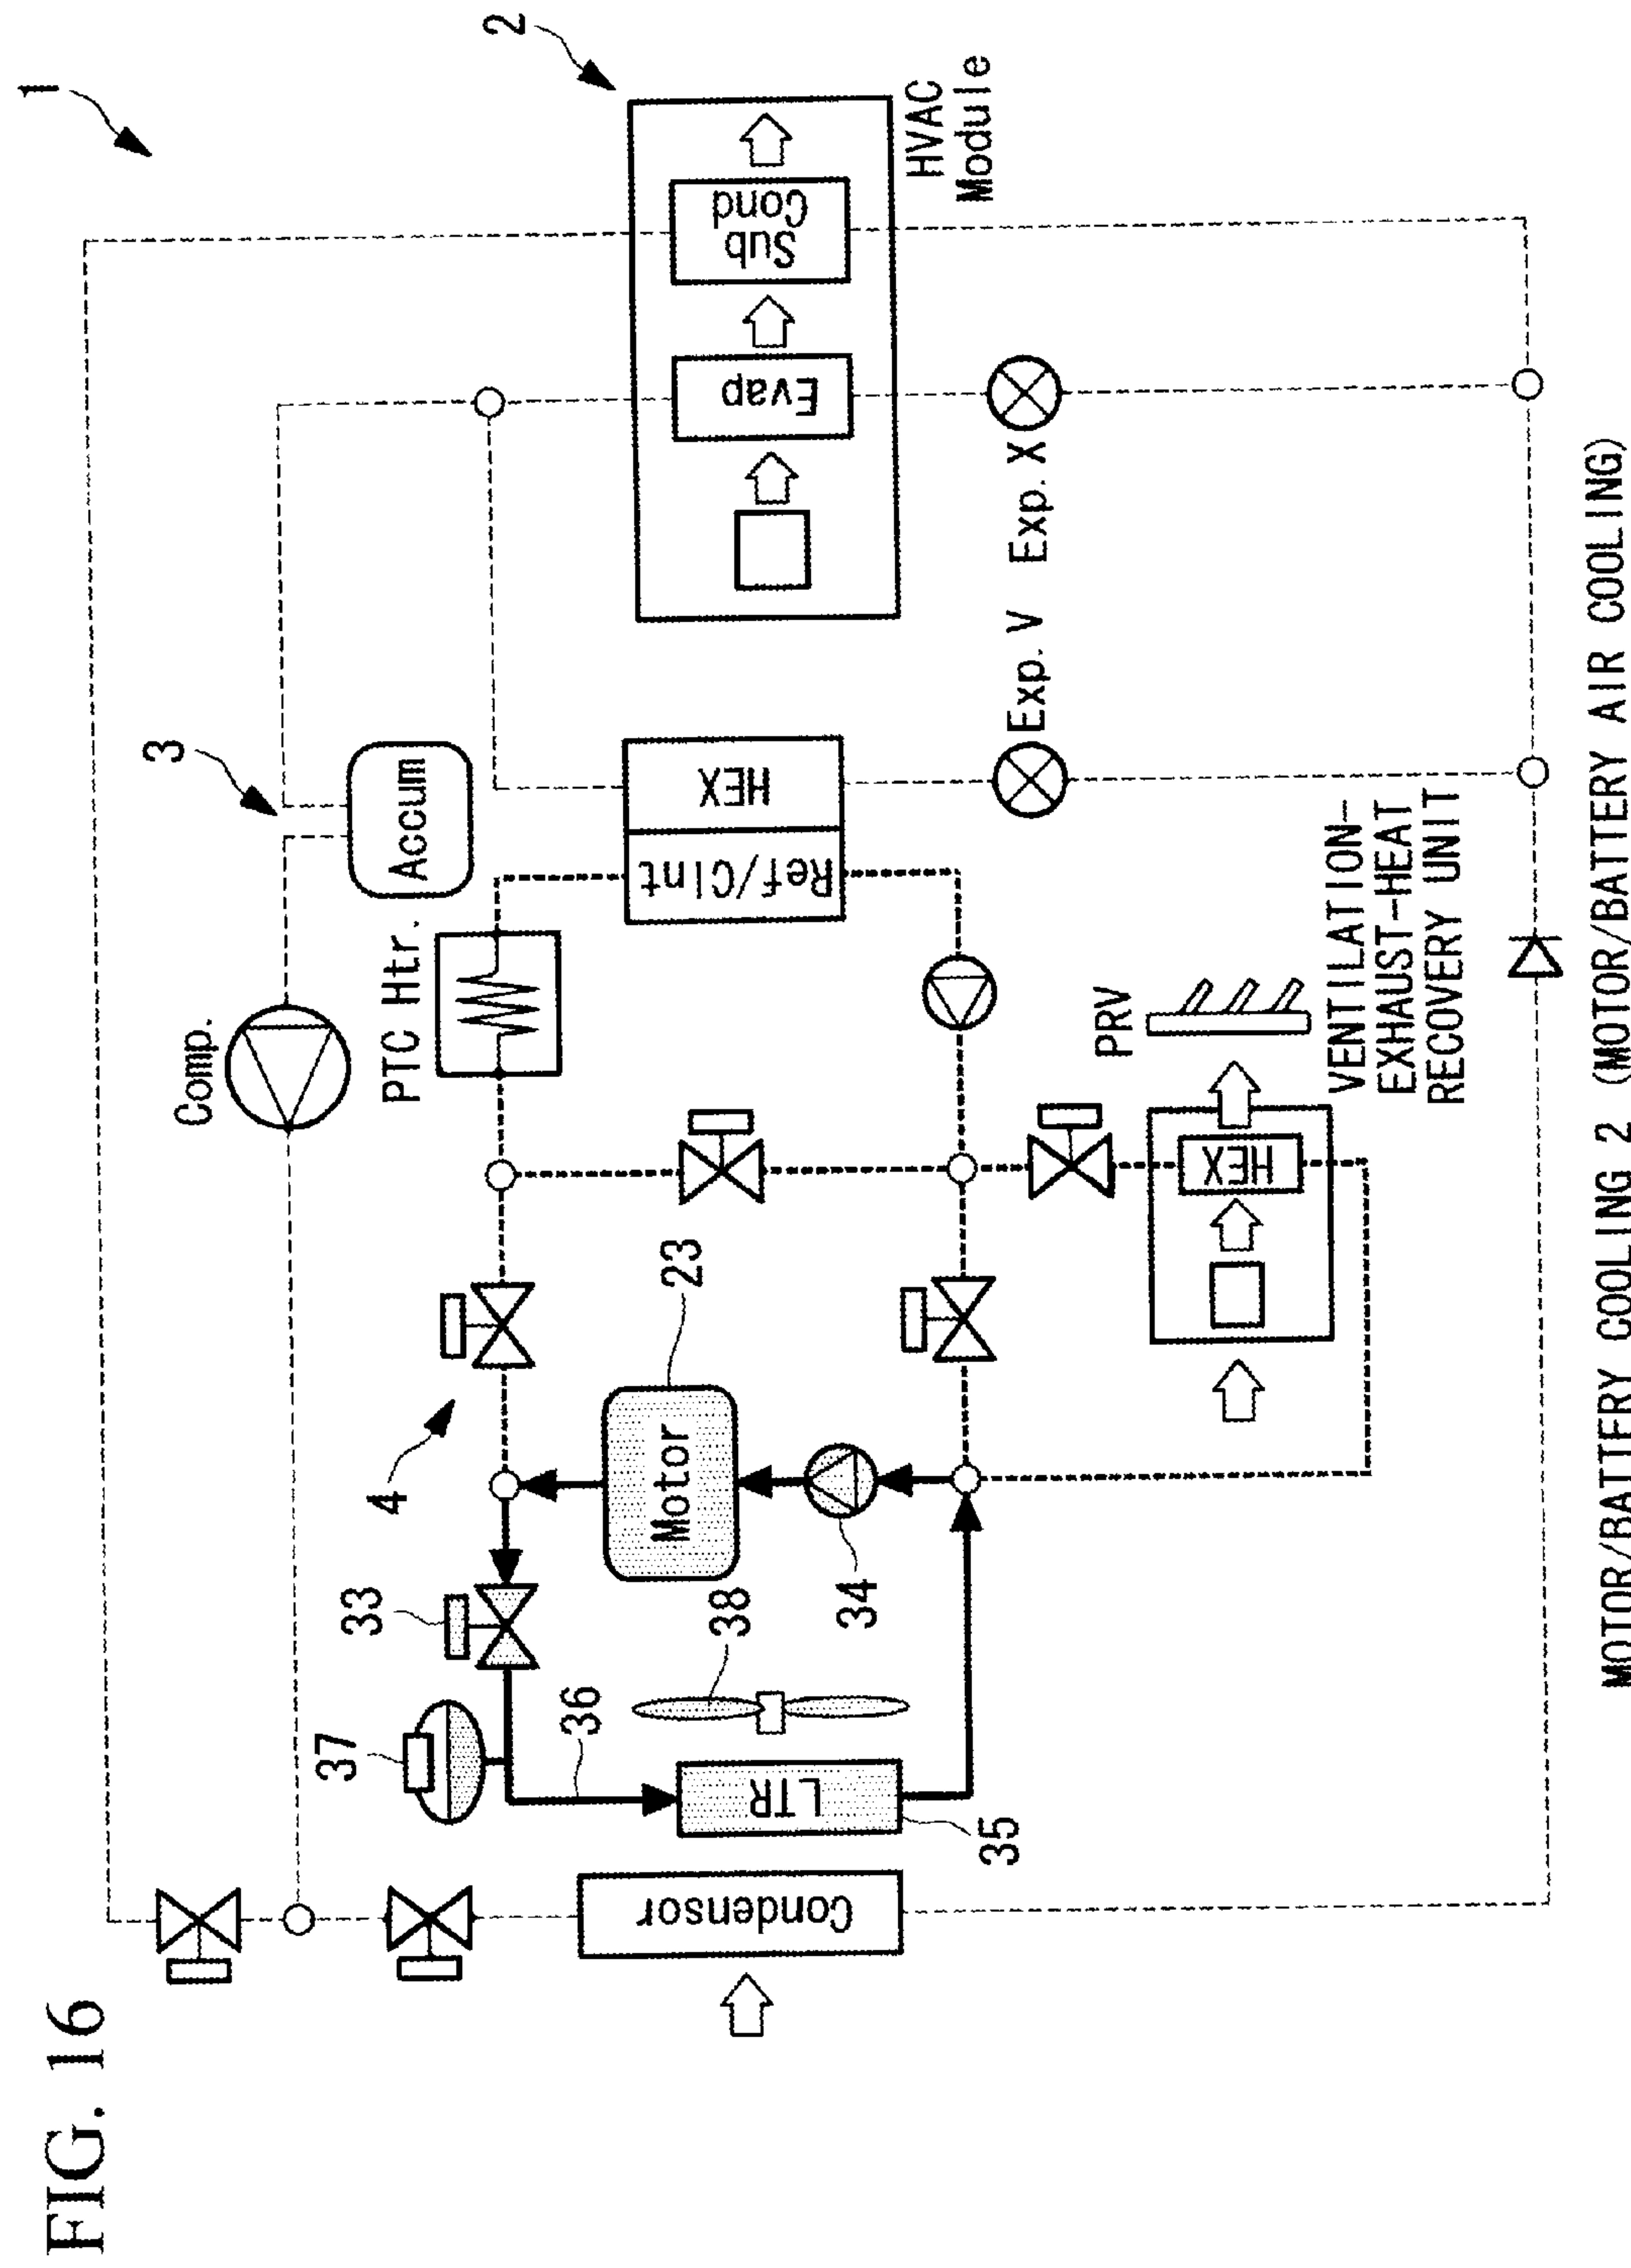 FIG. 16
1
2
3
Comp.
Accum
PTC Htr.
4
37
33
36
38
34
35
23
Motor
LTR
Condensor
Ref/Clnt
HEX
Evap
Sub
Cond
HVAC
Module
Exp. V
Exp. X
PRV
HEX
VENTILATION-
EXHAUST-HEAT
RECOVERY UNIT
MOTOR/BATTERY COOLING 2 (MOTOR/BATTERY AIR COOLING)